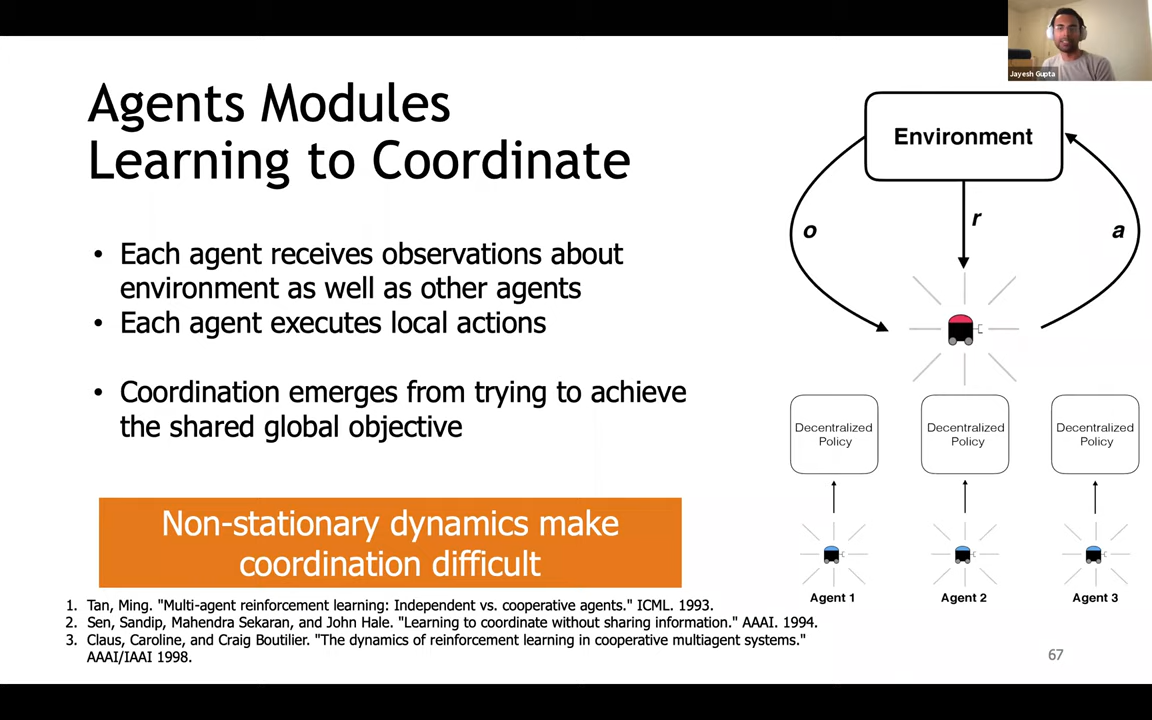 Jayesh Gupta
Agents Modules
Learning to Coordinate
• Each agent receives observations about
environment as well as other agents
• Each agent executes local actions
• Coordination emerges from trying to achieve
the shared global objective
Non-stationary dynamics make
coordination difficult
1. Tan, Ming. "Multi-agent reinforcement learning: Independent vs. cooperative agents." ICML. 1993.
2. Sen, Sandip, Mahendra Sekaran, and John Hale. "Learning to coordinate without sharing information." AAAI. 1994.
3. Claus, Caroline, and Craig Boutilier. "The dynamics of reinforcement learning in cooperative multiagent systems."
AAAI/IAAI 1998.
Environment
o
r
a
Decentralized
Policy
Decentralized
Policy
Decentralized
Policy
Agent 1
Agent 2
Agent 3
67